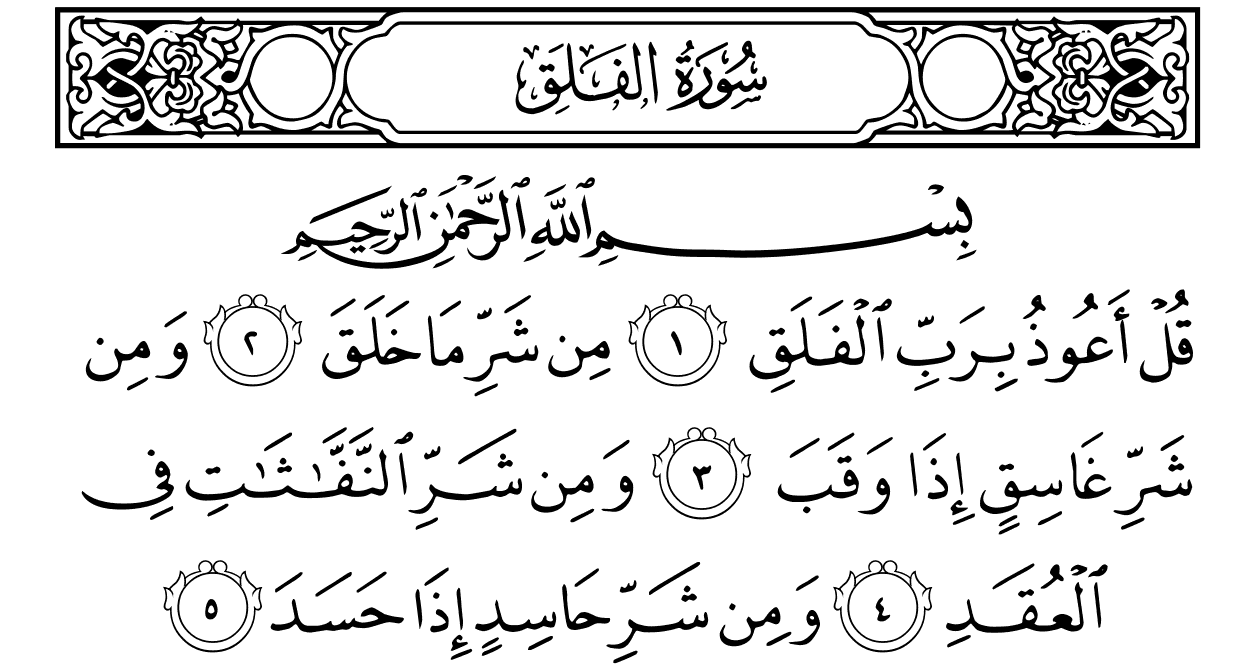 سُورَةُ الفَلَقِ
بِسۡمِ ٱللَّهِ ٱلرَّحۡمَٰنِ ٱلرَّحِيمِ
قُلۡ أَعُوذُ بِرَبِّ ٱلۡفَلَقِ ١ مِن شَرِّ مَا خَلَقَ ٢ وَمِن
شَرِّ غَاسِقٍ إِذَا وَقَبَ ٣ وَمِن شَرِّ ٱلنَّفَّٰثَٰتِ فِي
ٱلۡعُقَدِ ٤ وَمِن شَرِّ حَاسِدٍ إِذَا حَسَدَ ٥